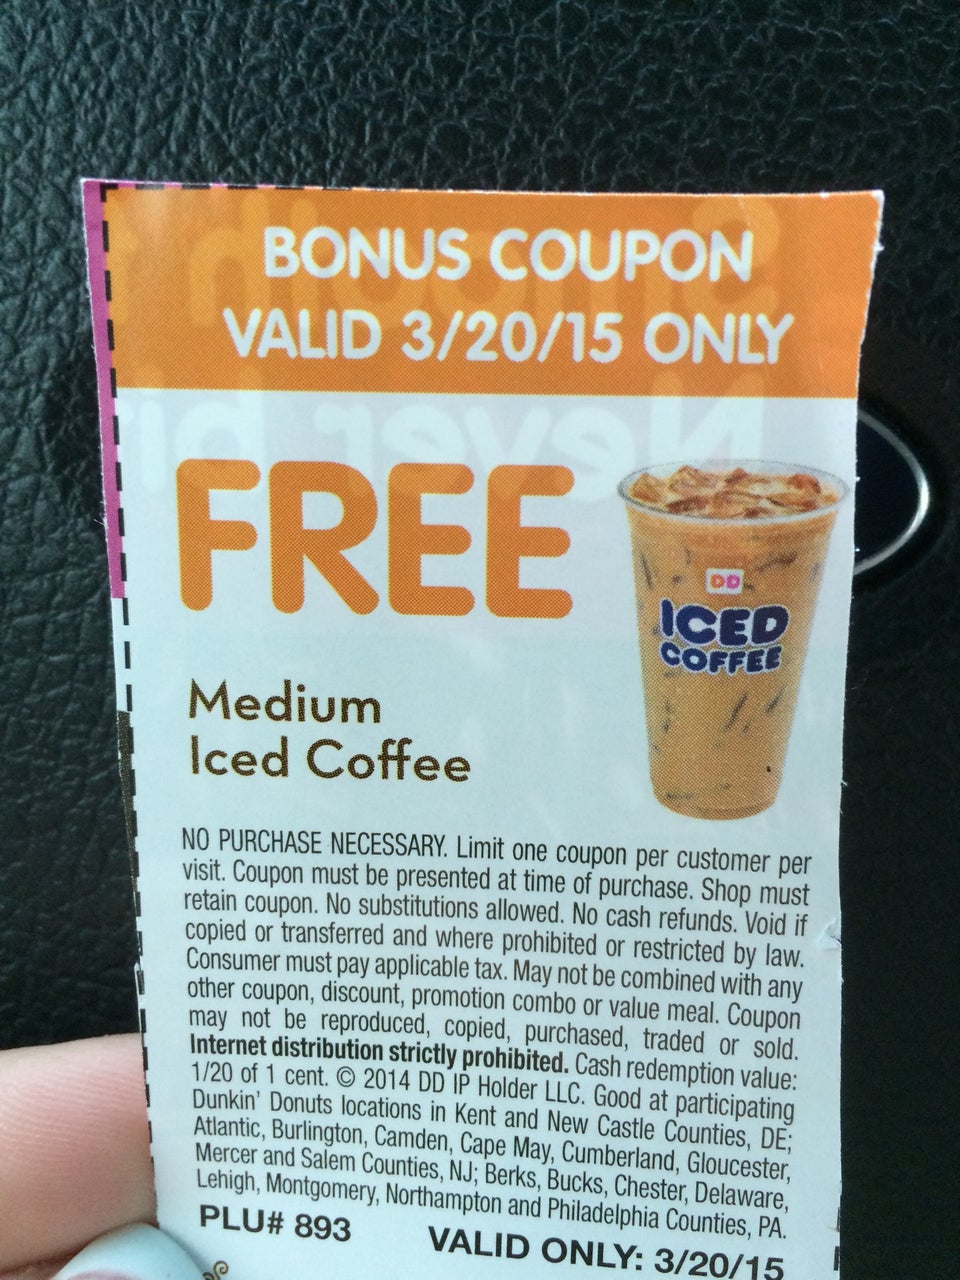 BONUS COUPON
VALID 3/20/15 ONLY
FREE
DD
ICED
COFFEE
Medium
Iced Coffee
NO PURCHASE NECESSARY. Limit one coupon per customer per
visit. Coupon must be presented at time of purchase. Shop must
retain coupon. No substitutions allowed. No cash refunds. Void if
copied or transferred and where prohibited or restricted by law.
Consumer must pay applicable tax. May not be combined with any
other coupon, discount, promotion combo or value meal. Coupon
may not be reproduced, copied, purchased, traded or sold.
Internet distribution strictly prohibited. Cash redemption value:
1/20 of 1 cent. © 2014 DD IP Holder LLC. Good at participating
Dunkin' Donuts locations in Kent and New Castle Counties, DE;
Atlantic, Burlington, Camden, Cape May, Cumberland, Gloucester,
Mercer and Salem Counties, NJ; Berks, Bucks, Chester, Delaware,
Lehigh, Montgomery, Northampton and Philadelphia Counties, PA.
PLU# 893 VALID ONLY: 3/20/15